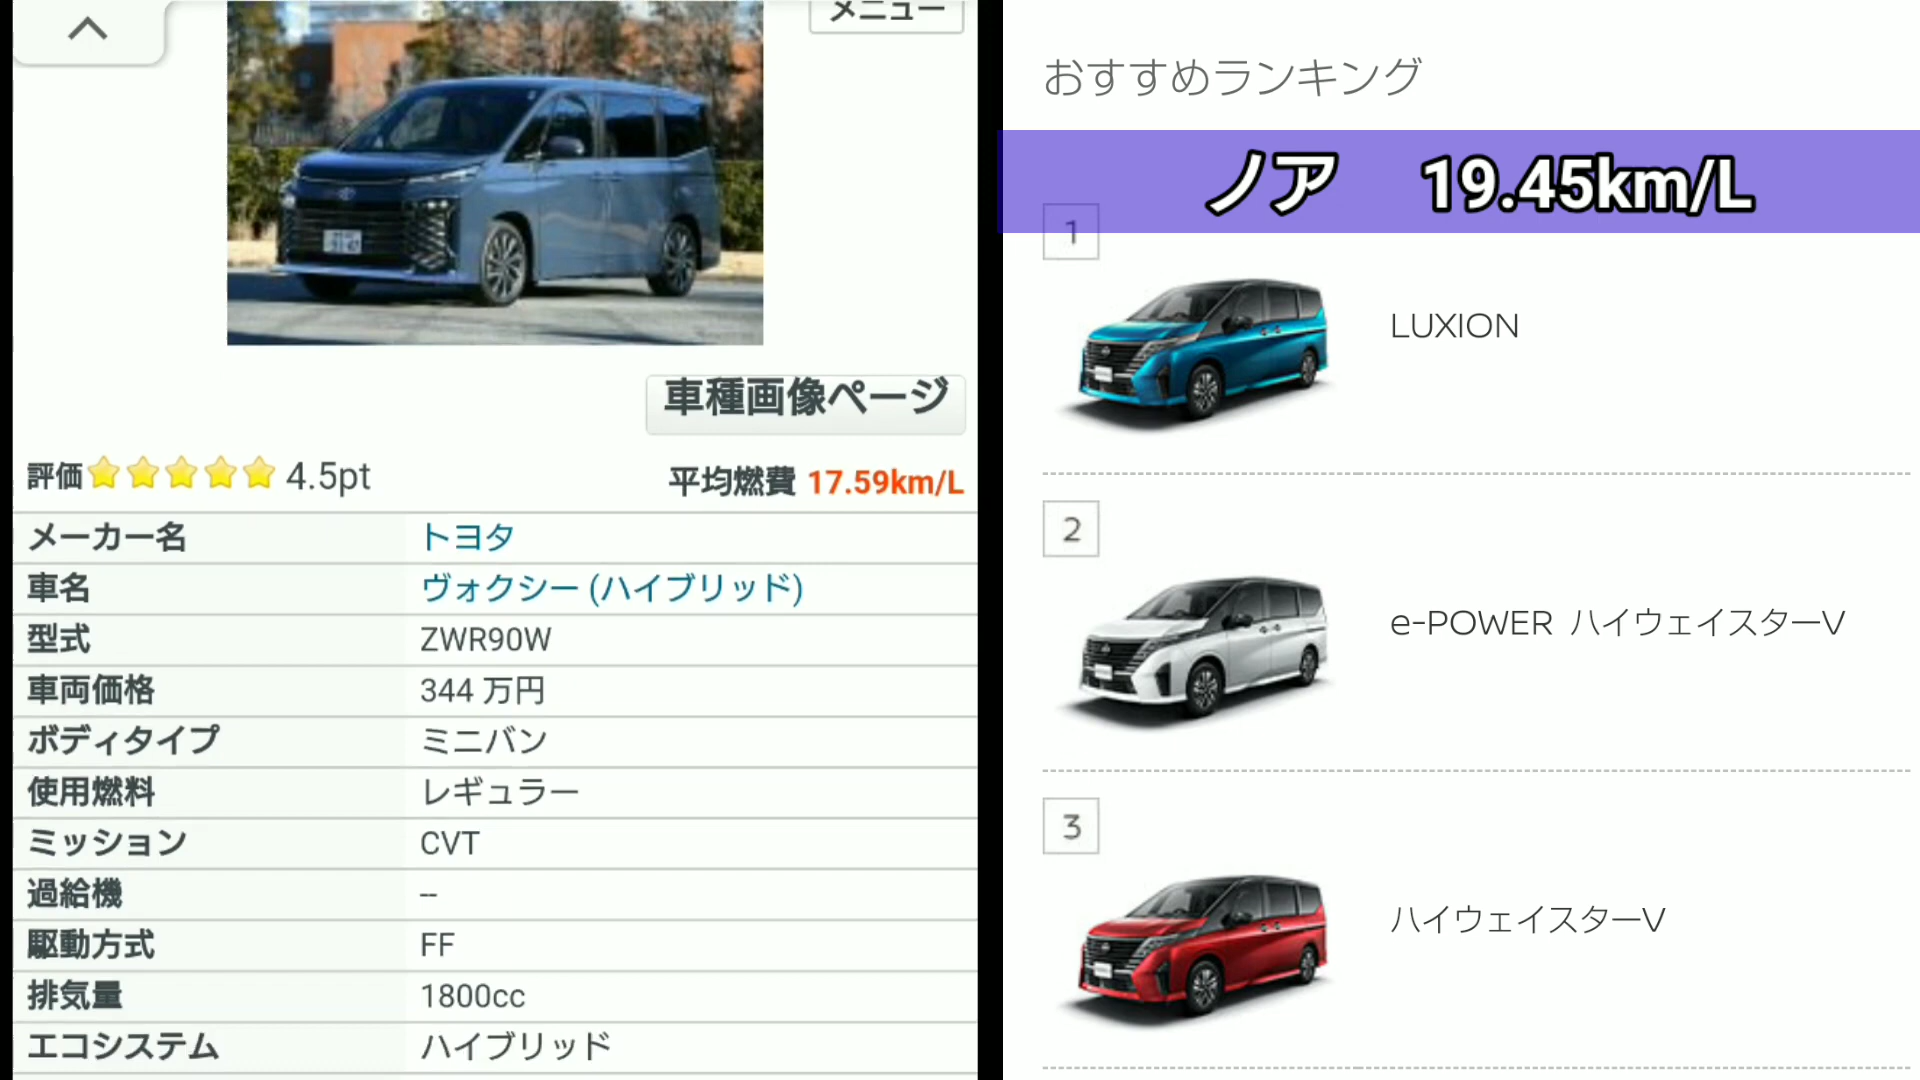 メニュー
車種画像ページ
評価 4.5pt
平均燃費 17.59km/L
メーカー名 トヨタ
車名 ヴォクシー (ハイブリッド)
型式 ZWR90W
車両価格 344 万円
ボディタイプ ミニバン
使用燃料 レギュラー
ミッション CVT
過給機 --
駆動方式 FF
排気量 1800cc
エコシステム ハイブリッド
おすすめランキング
ノア 19.45km/L
1
LUXION
2
e-POWER ハイウェイスターV
3
ハイウェイスターV